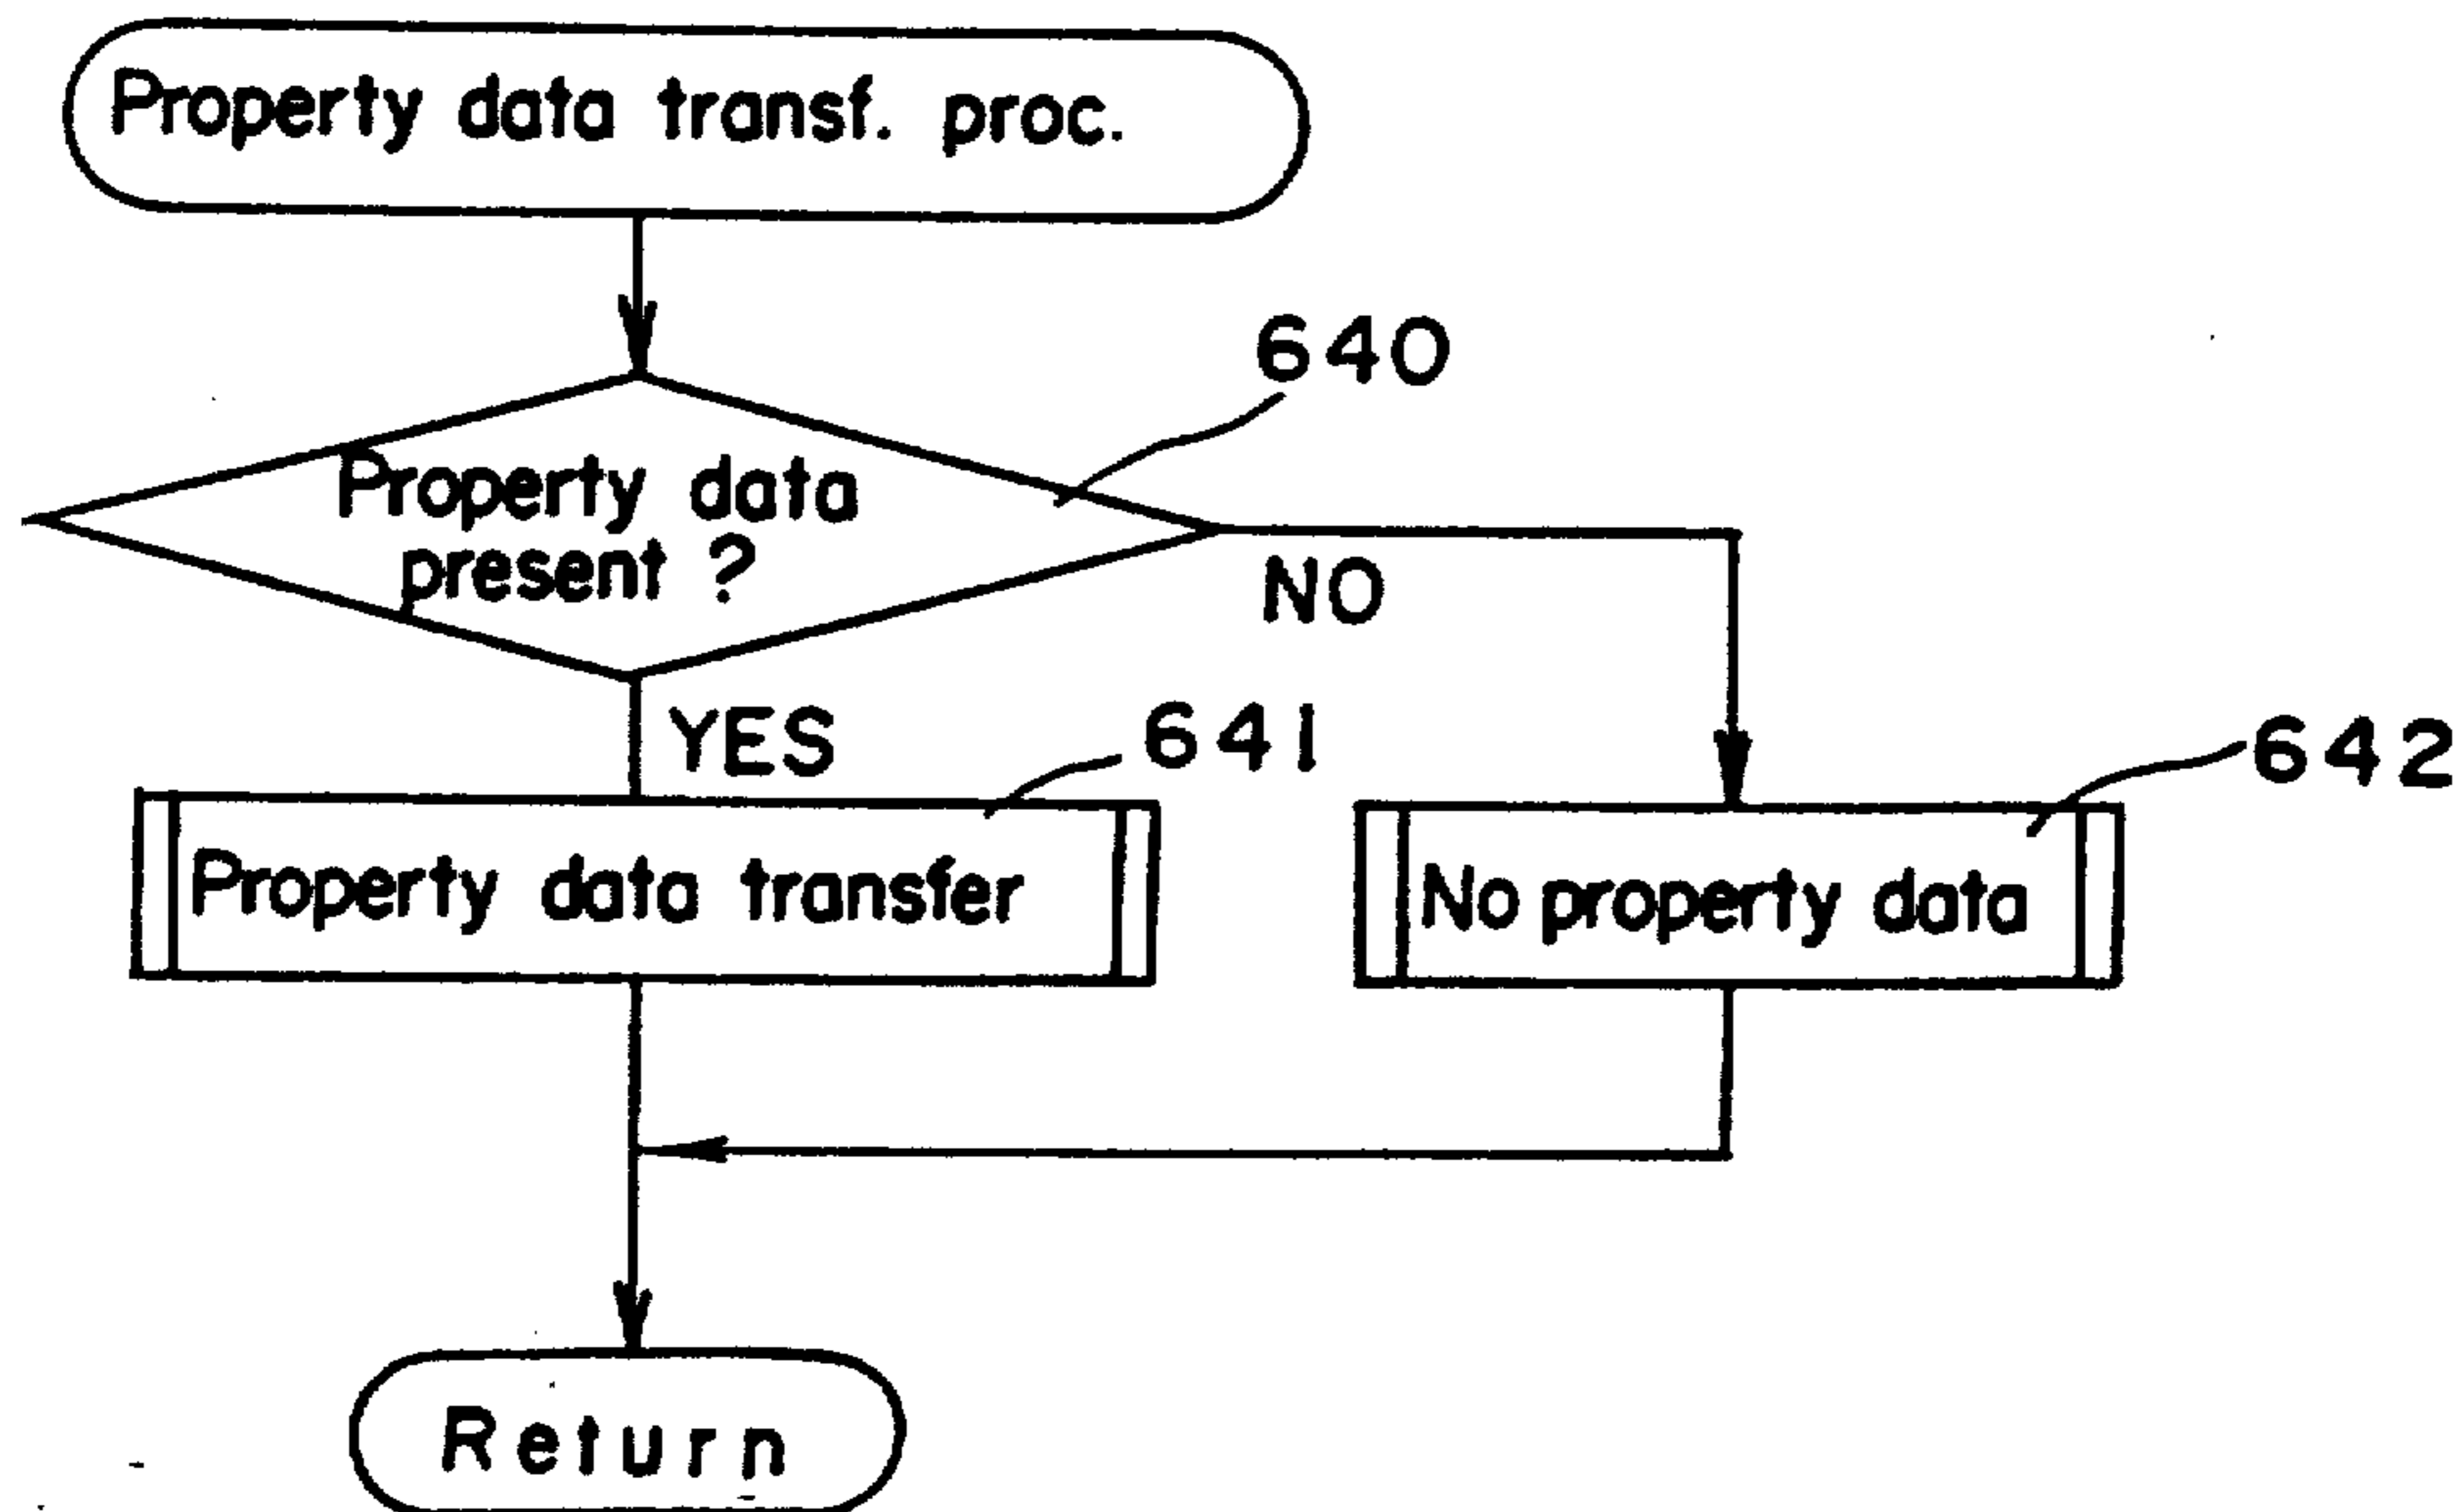 Property data transf. proc.
640
Property data
present ?
NO
YES
641
642
Property data transfer
No property data
Return